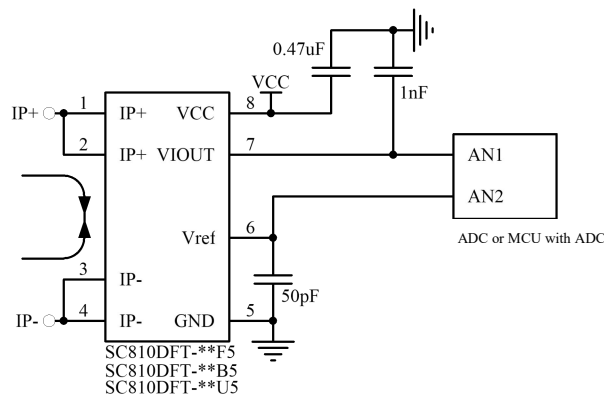 0.47uF
1nF
VCC
IP+ 1 IP+ VCC 8
2 IP+ VIOUT 7 AN1
AN2
Vref 6
ADC or MCU with ADC
3 IP-
50pF
IP- 4 IP- GND 5
SC810DFT-**F5
SC810DFT-**B5
SC810DFT-**U5